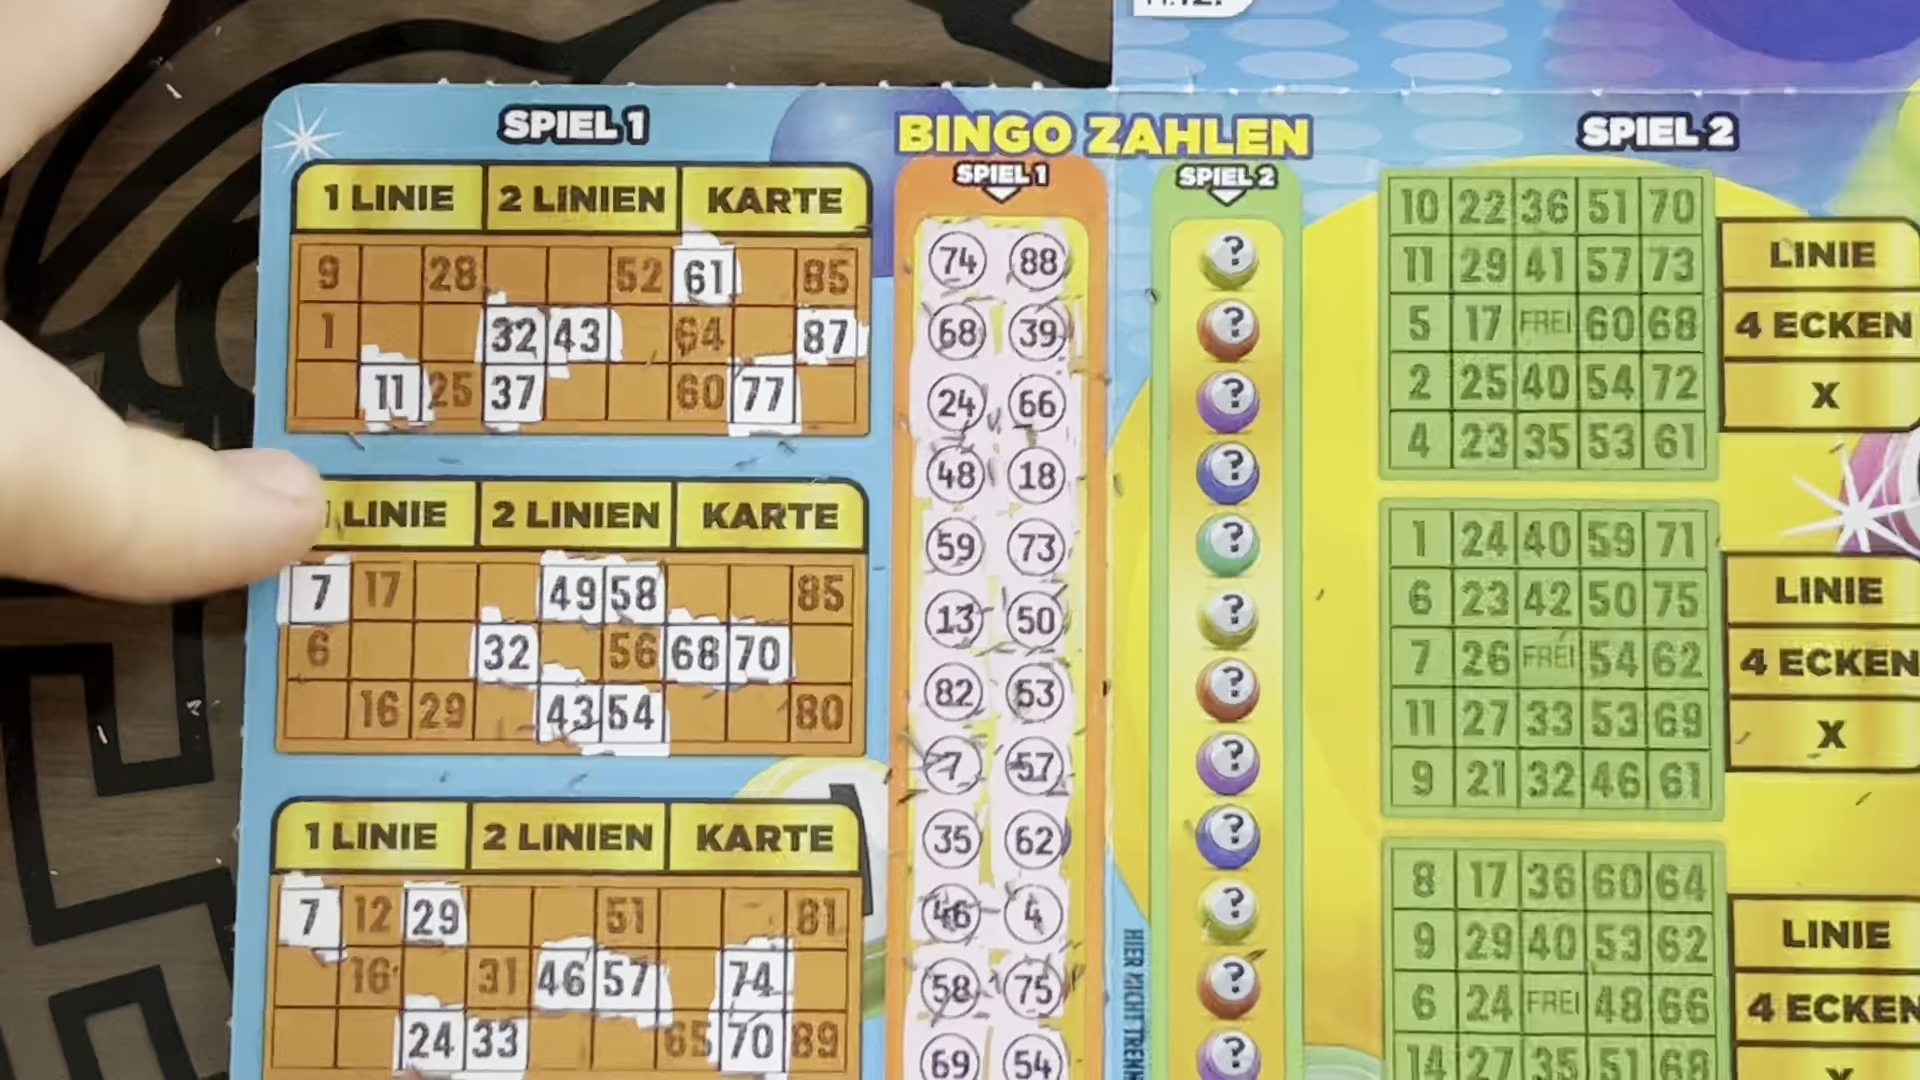 SPIEL 1
1 LINIE 2 LINIEN KARTE
9 28 52 61 85
1 32 43 64 87
11 25 37 60 77
LINIE 2 LINIEN KARTE
7 17 49 58 85
6 32 56 68 70
16 29 43 54 80
1 LINIE 2 LINIEN KARTE
7 12 29 51 81
16 31 46 57 74
24 33 65 70 89
BINGO ZAHLEN
SPIEL 1
74 88
68 39
24 66
48 18
59 73
13 50
82 53
7 57
35 62
46 4
58 75
69 54
SPIEL 2
?
?
?
?
?
?
?
?
?
?
?
?
HIER NICHT TRENN
SPIEL 2
10 22 36 51 70
11 29 41 57 73
5 17 FREI 60 68
2 25 40 54 72
4 23 35 53 61
LINIE
4 ECKEN
X
1 24 40 59 71
6 23 42 50 75
7 26 FREI 54 62
11 27 33 53 69
9 21 32 46 61
LINIE
4 ECKEN
X
8 17 36 60 64
9 29 40 53 62
6 24 FREI 48 66
14 27 35 51 68
LINIE
4 ECKEN
X